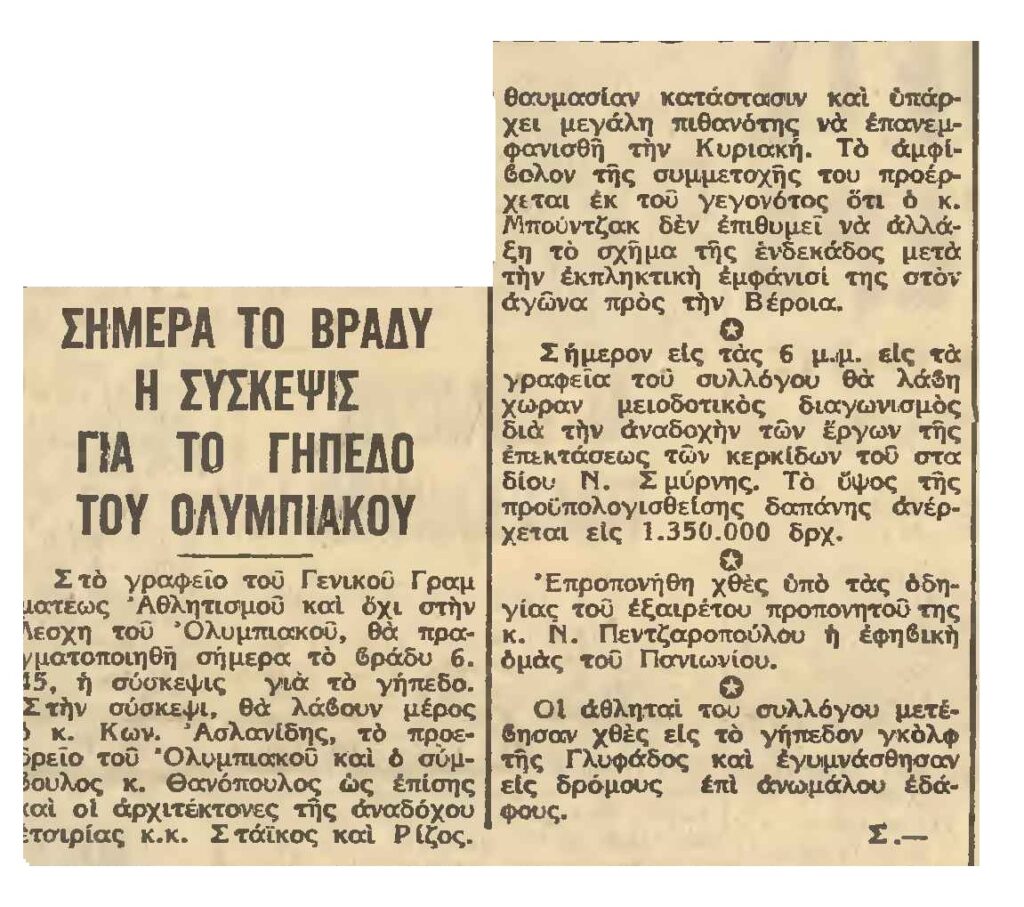 ΣΗΜΕΡΑ ΤΟ ΒΡΑΔΥ
Η ΣΥΣΚΕΨΙΣ
ΓΙΑ ΤΟ ΓΗΠΕΔΟ
ΤΟΥ ΟΛΥΜΠΙΑΚΟΥ
Στὸ γραφεῖο τοῦ Γενικοῦ Γραμ
ματέως Ἀθλητισμοῦ καὶ ὄχι στὴν
Λεσχη τοῦ Ὀλυμπιακοῦ, θὰ πρα-
γματοποιηθῆ σήμερα τὸ βράδυ 6.
45, ἡ σύσκεψις γιὰ τὸ γήπεδο.
Στὴν σύσκεψι, θὰ λάβουν μέρος
ὁ κ. Κων. Ἀσλανίδης, τὸ προε-
δρεῖο τοῦ Ὀλυμπιακοῦ καὶ ὁ σύμ-
βουλος κ. Θανόπουλος ὡς ἐπίσης
καὶ οἱ ἀρχιτέκτονες τῆς ἀναδόχου
ἑτσιρίας κ.κ. Στάϊκος καὶ Ρίζος.
θαυμασίαν κατάστασιν καὶ ὑπάρ-
χει μεγάλη πιθανότης νὰ ἐπανεμ-
φανισθῆ τὴν Κυριακή. Τὸ ἀμφί-
βολον τῆς συμμετοχῆς του προέρ-
χεται ἐκ τοῦ γεγονότος ὅτι ὁ κ.
Μπούντζακ δὲν ἐπιθυμεῖ νὰ ἀλλά-
ξη τὸ σχῆμα τῆς ἑνδεκάδος μετὰ
τὴν ἐκπληκτικὴ ἐμφάνισί της στὸν
ἀγῶνα πρὸς τὴν Βέροια.
Σήμερον εἰς τὰς 6 μ.μ. εἰς τὰ
γραφεῖα τοῦ συλλόγου θὰ λάβη
χωραν μειοδοτικὸς διαγωνισμὸς
διὰ τὴν ἀναδοχὴν τῶν ἔργων τῆς
ἐπεκτάσεως τῶν κερκίδων τοῦ στα
δίου Ν. Σμύρνης. Τὸ ὕψος τῆς
προϋπολογισθείσης δαπάνης ἀνέρ-
χεται εἰς 1.350.000 δρχ.
Ἐπροπονήθη χθὲς ὑπὸ τὰς ὁδη-
γίας τοῦ ἐξαιρέτου προπονητοῦ της
κ. Ν. Πεντζαροπούλου ἡ ἐφηβικὴ
ὁμὰς τοῦ Πανιωνίου.
Οἱ ἀθληταὶ του συλλόγου μετέ-
βησαν χθὲς εἰς τὸ γήπεδον γκὸλφ
τῆς Γλυφάδος καὶ ἐγυμνάσθησαν
εἰς δρόμους ἐπὶ ἀνωμάλου ἐδά-
φους.
Σ.—